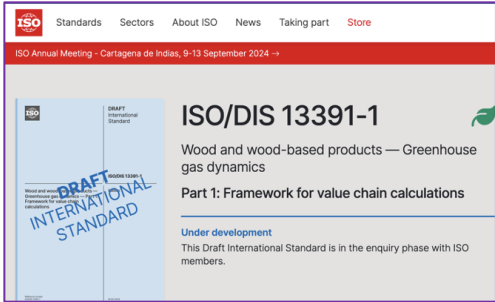 ISO
Standards Sectors About ISO News Taking part Store
ISO Annual Meeting - Cartagena de Indias, 9-13 September 2024 →
ISO
DRAFT
International
Standard
ISO/DIS 13391-1
Wood and wood-based products —
Greenhouse gas dynamics —
Framework for value chain
calculations
DRAFT
INTERNATIONAL
STANDARD
ISO/DIS 13391-1
Wood and wood-based products — Greenhouse
gas dynamics
Part 1: Framework for value chain calculations
Under development
This Draft International Standard is in the enquiry phase with ISO
members.